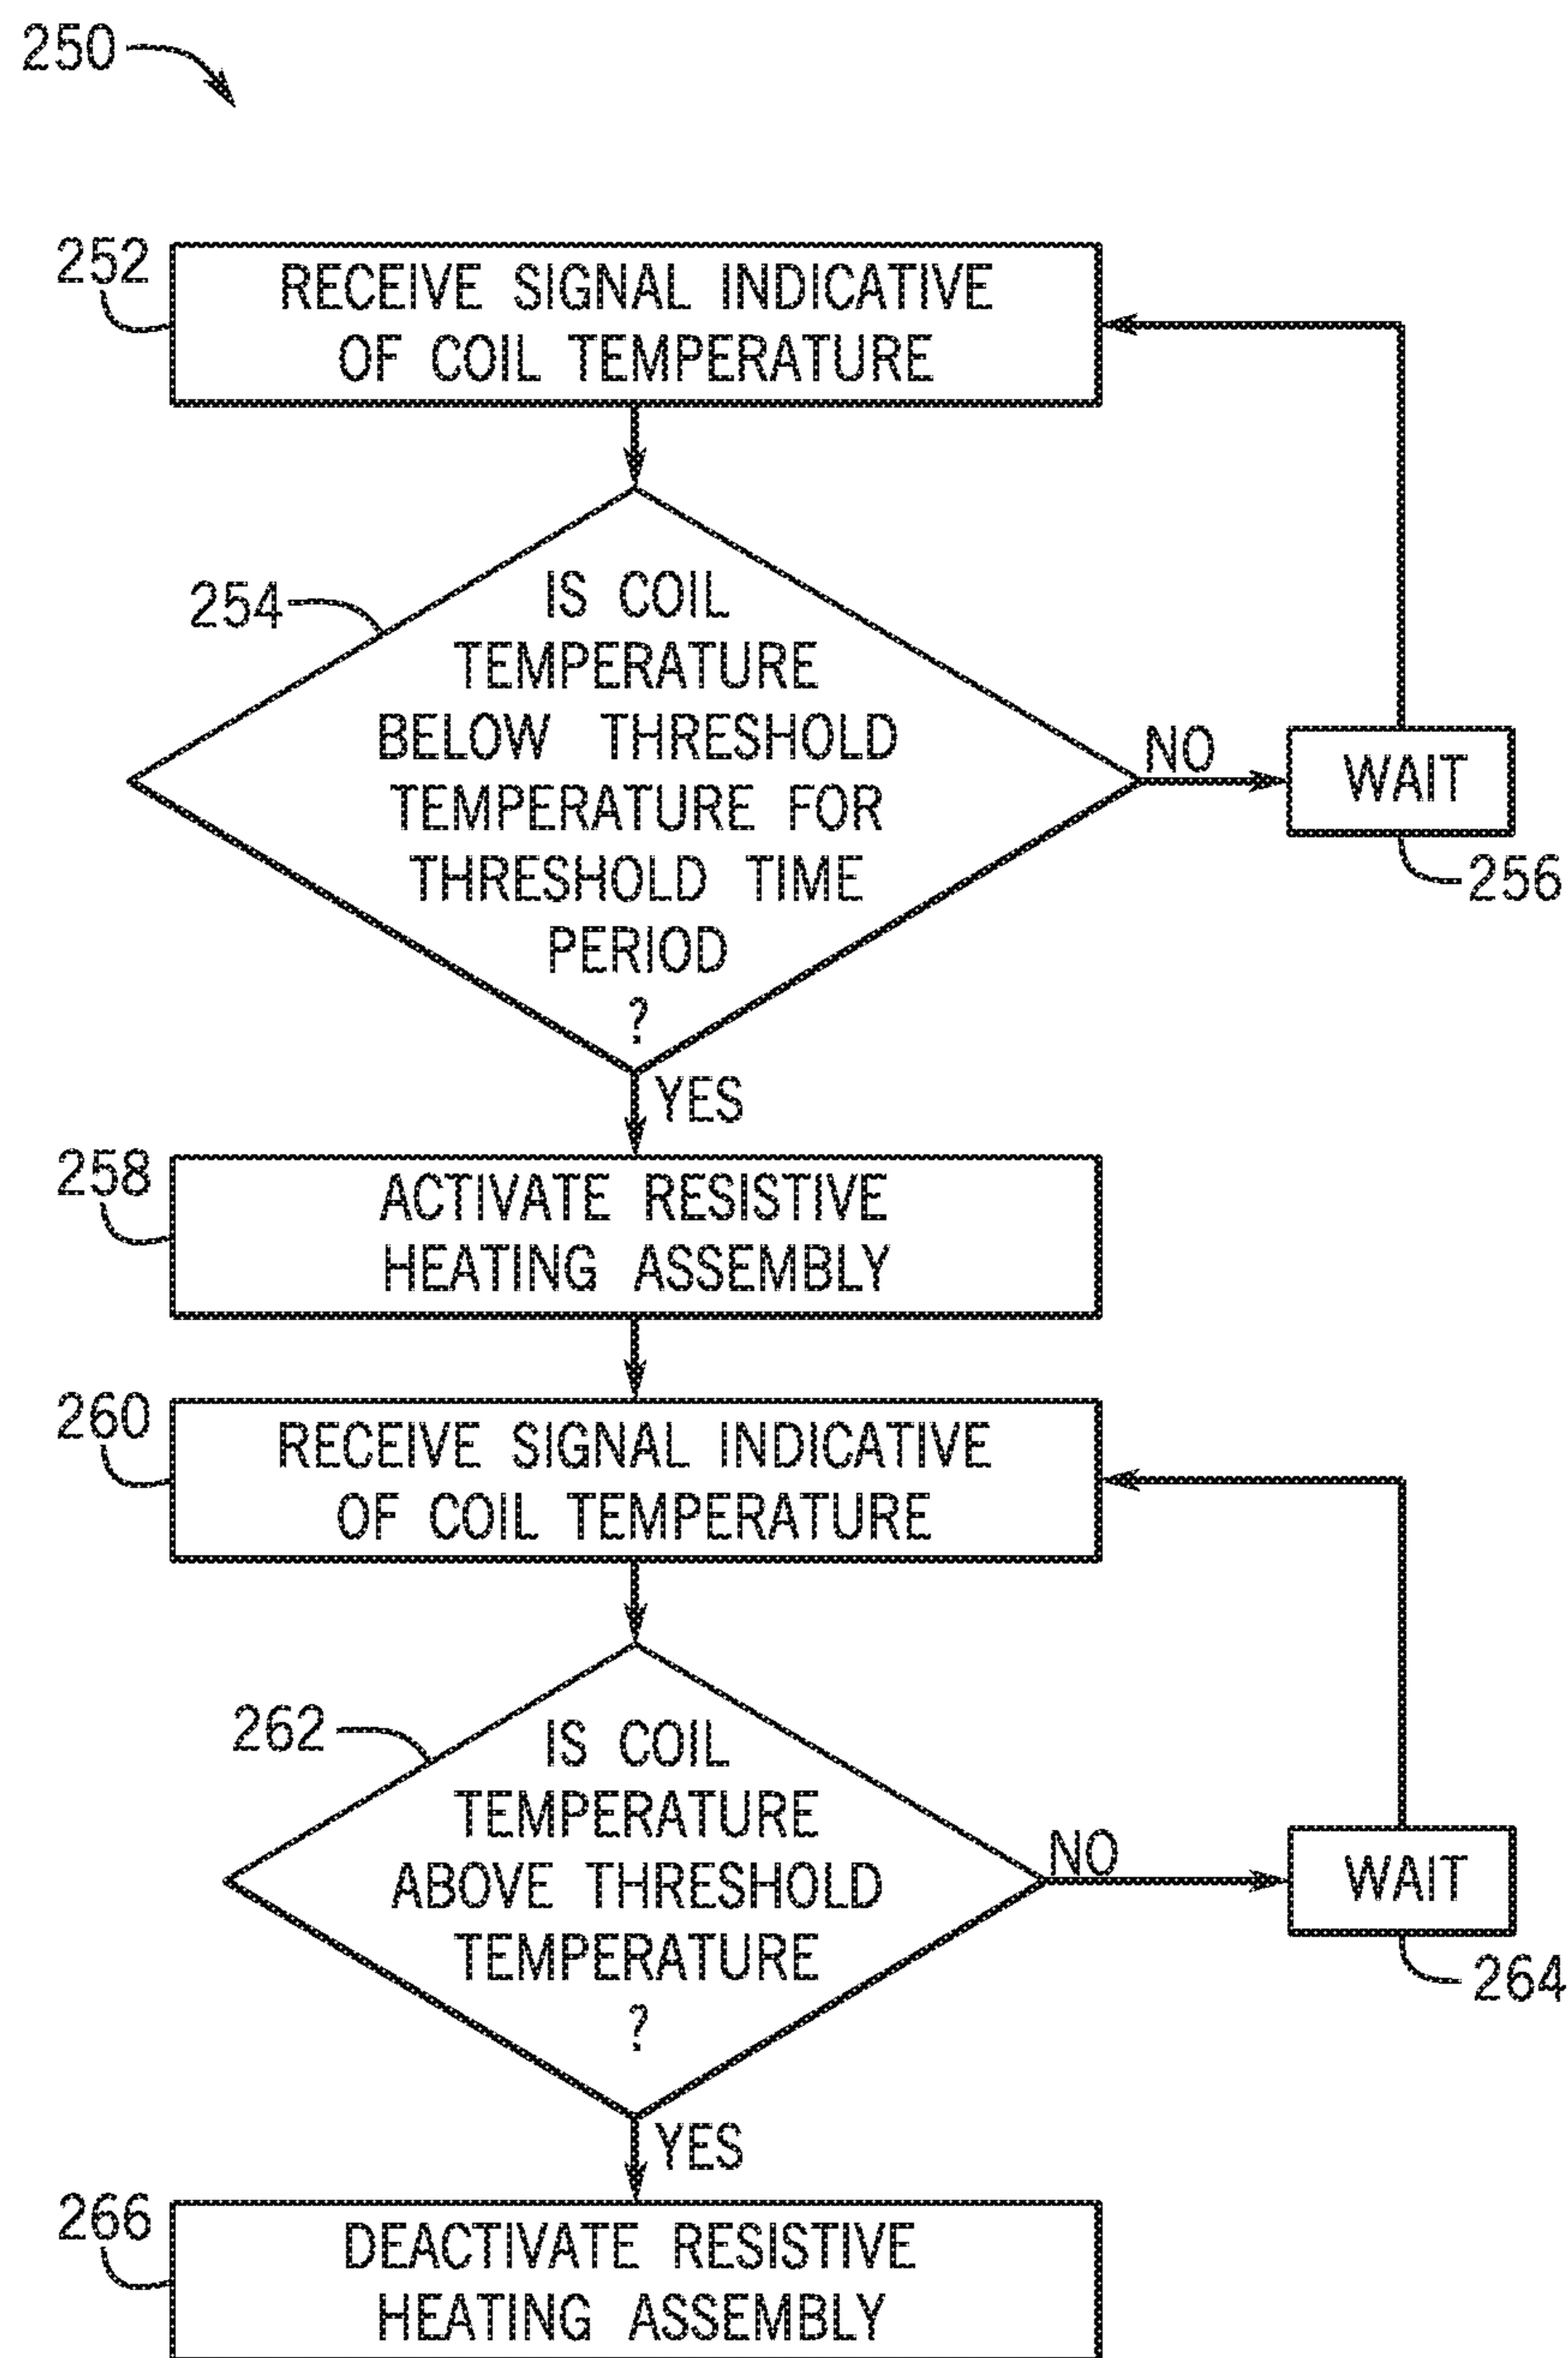 250
252
RECEIVE SIGNAL INDICATIVE
OF COIL TEMPERATURE
254
IS COIL
TEMPERATURE
BELOW THRESHOLD
TEMPERATURE FOR
THRESHOLD TIME
PERIOD
?
NO
WAIT
256
YES
258
ACTIVATE RESISTIVE
HEATING ASSEMBLY
260
RECEIVE SIGNAL INDICATIVE
OF COIL TEMPERATURE
262
IS COIL
TEMPERATURE
ABOVE THRESHOLD
TEMPERATURE
?
NO
WAIT
264
YES
266
DEACTIVATE RESISTIVE
HEATING ASSEMBLY